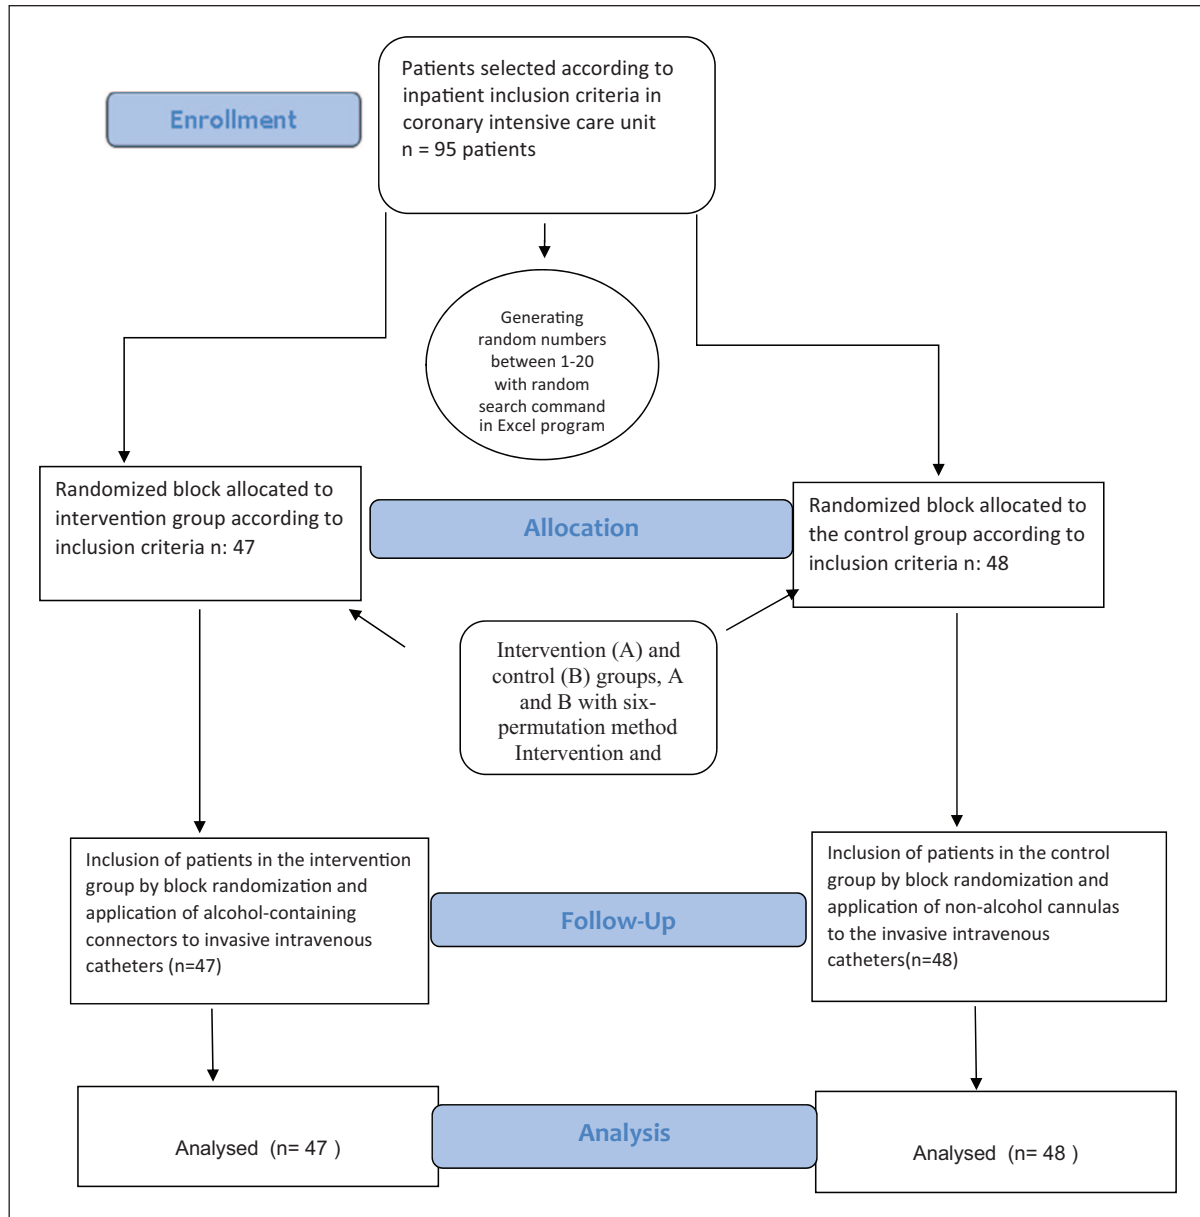 Enrollment
Patients selected according to
inpatient inclusion criteria in
coronary intensive care unit
n = 95 patients
Generating
random numbers
between 1-20
with random
search command
in Excel program
Randomized block allocated to
intervention group according to
inclusion criteria n: 47
Allocation
Randomized block allocated to
the control group according to
inclusion criteria n: 48
Intervention (A) and
control (B) groups, A
and B with six-
permutation method
Intervention and
Inclusion of patients in the intervention
group by block randomization and
application of alcohol-containing
connectors to invasive intravenous
catheters (n=47)
Follow-Up
Inclusion of patients in the control
group by block randomization and
application of non-alcohol cannulas
to the invasive intravenous
catheters(n=48)
Analysed (n= 47 )
Analysis
Analysed (n= 48 )